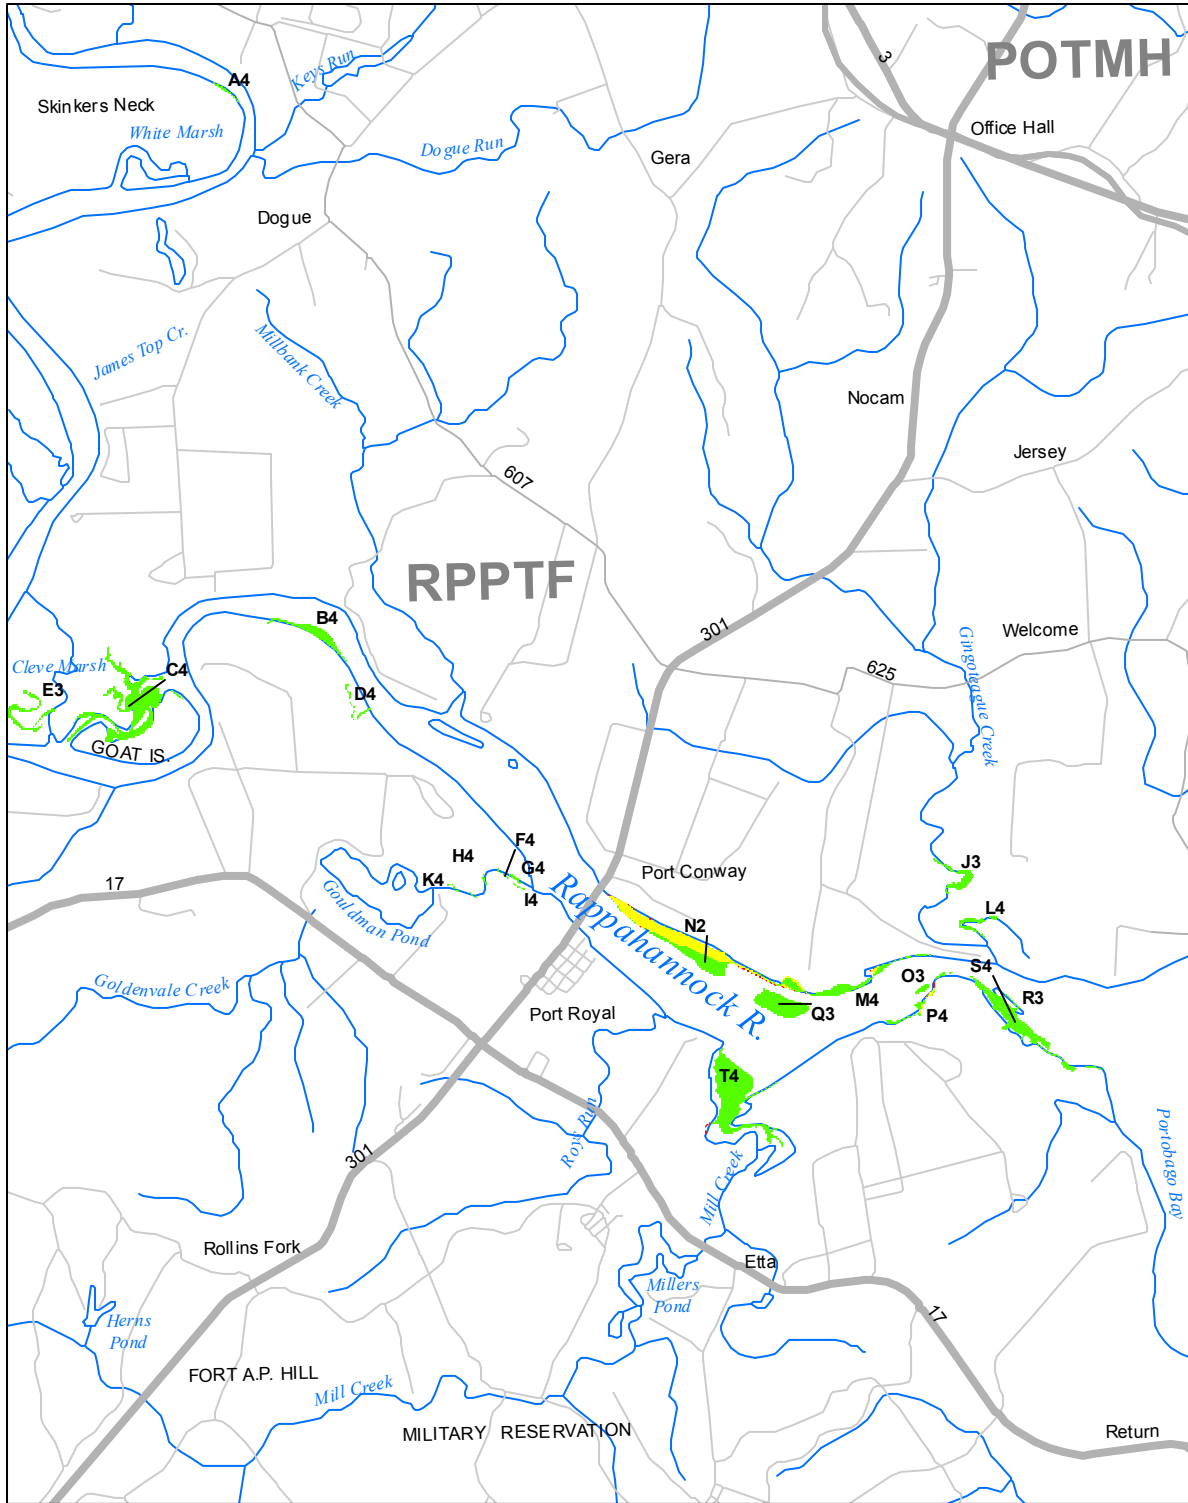 POTMH
3
A4
Keys Run
Skinkers Neck
White Marsh
Office Hall
Dogue Run
Gera
Dogue
James Top Cr.
Millbank Creek
Nocam
Jersey
607
RPPTF
B4
301
Welcome
Gingoteague Creek
Cleve Marsh
C4
625
E3
D4
GOAT IS.
F4
H4
G4
K4
I4
J3
Port Conway
17
L4
Gouldman Pond
Rappahannock R.
N2
S4
O3
R3
M4
Q3
P4
Goldenvale Creek
Port Royal
T4
Roys Run
Portobago Bay
301
Mill Creek
Rollins Fork
Etta
Millers
Pond
17
Herns
Pond
FORT A.P. HILL
Mill Creek
MILITARY RESERVATION
Return